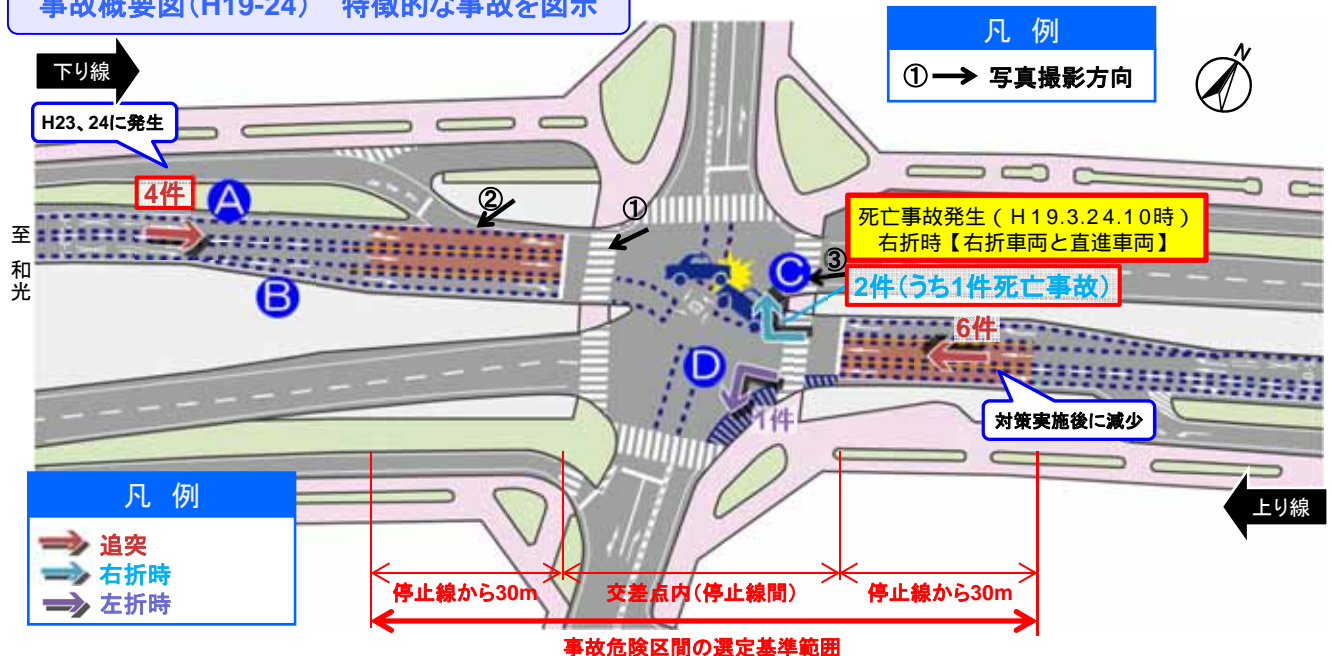 事故概要図(H19-24) 特徴的な事故を図示
凡 例
①→ 写真撮影方向
N
下り線
H23、24に発生
4件
A
②
①
死亡事故発生(H19.3.24.10時)
右折時【右折車両と直進車両】
C
③
2件(うち1件死亡事故)
至
和
光
B
6件
D
1件
対策実施後に減少
上り線
凡 例
追突
右折時
左折時
停止線から30m
交差点内(停止線間)
停止線から30m
事故危険区間の選定基準範囲